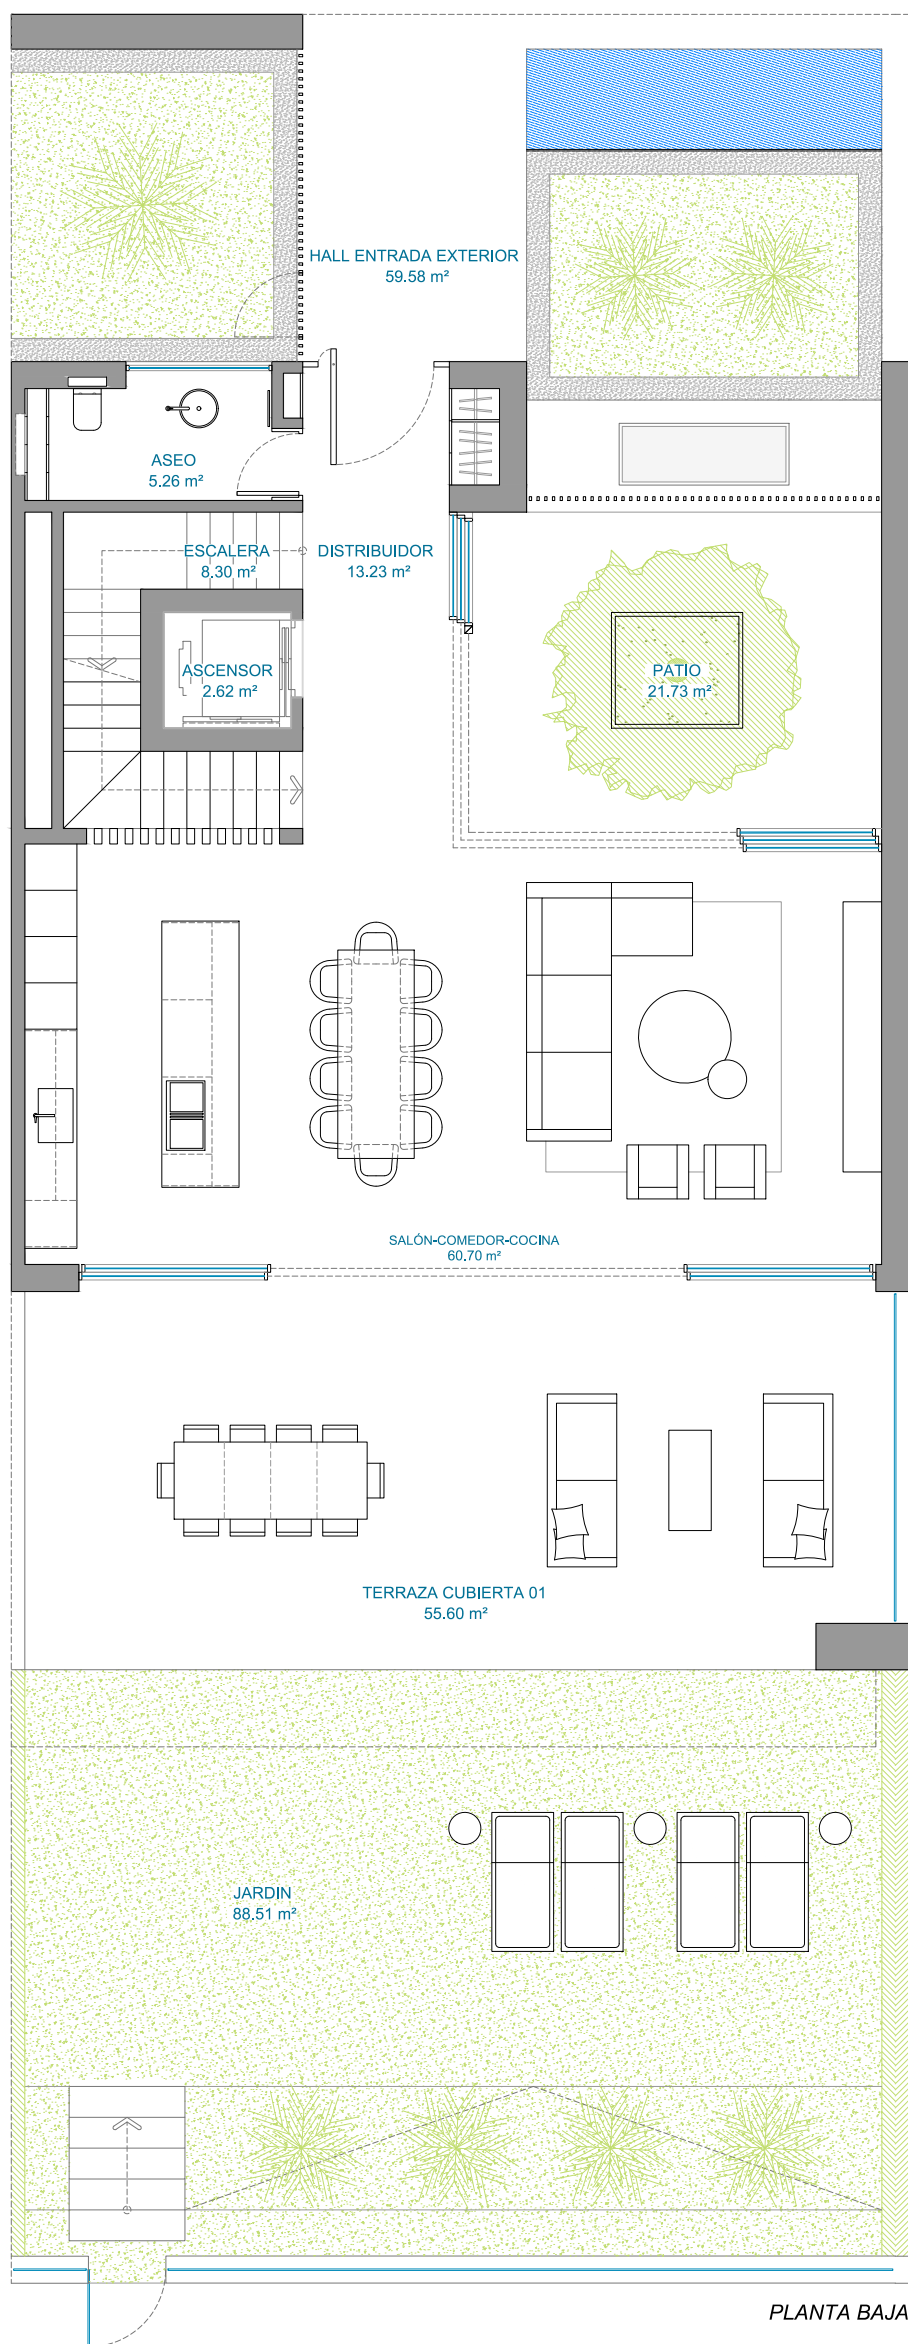 HALL ENTRADA EXTERIOR
59.58 m²
ASEO
5.26 m²
ESCALERA
8.30 m²
DISTRIBUIDOR
13.23 m²
ASCENSOR
2.62 m²
PATIO
21.73 m²
SALÓN-COMEDOR-COCINA
60.70 m²
TERRAZA CUBIERTA 01
55.60 m²
JARDIN
88.51 m²
PLANTA BAJA